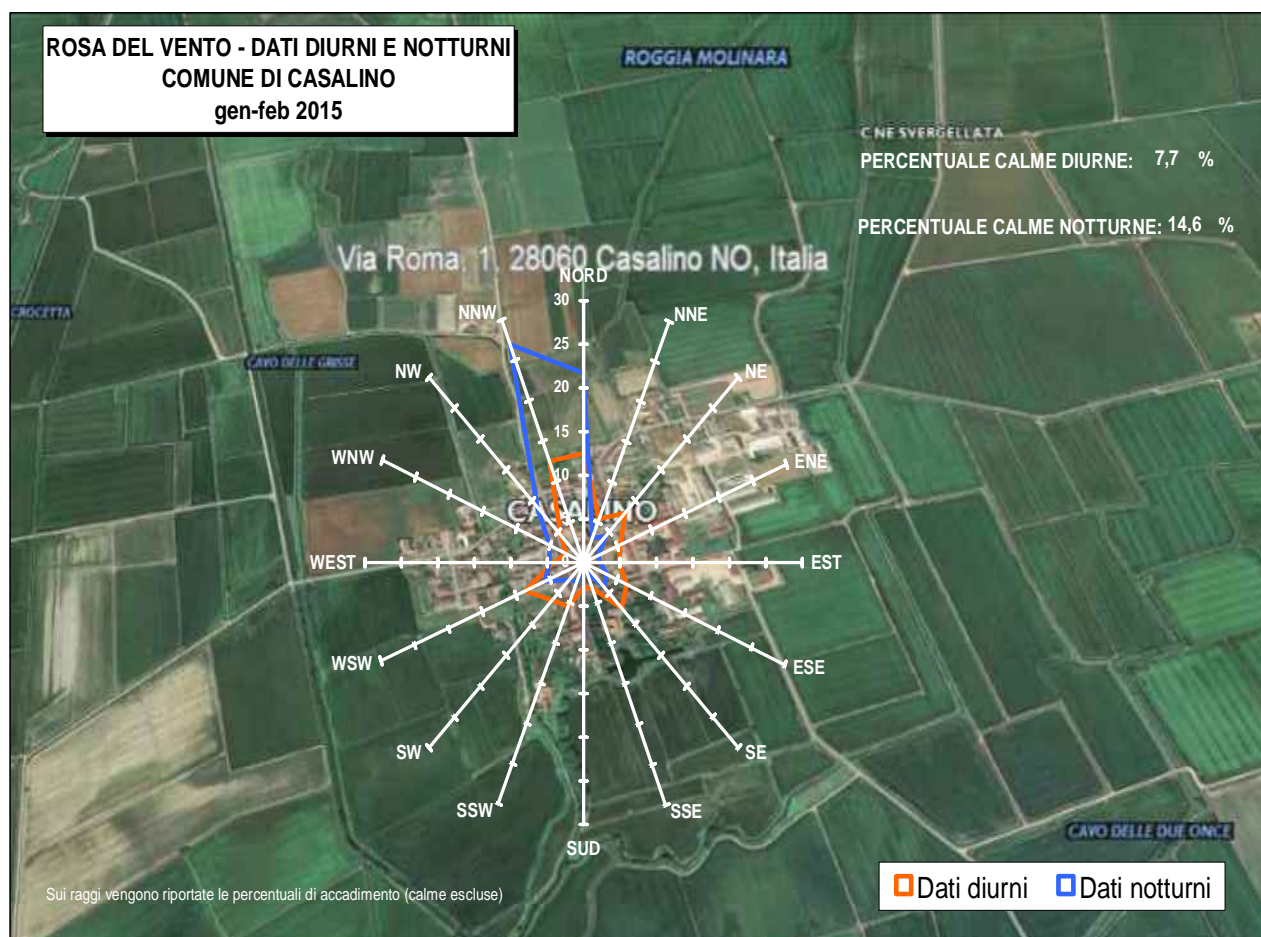 ROSA DEL VENTO - DATI DIURNI E NOTTURNI
COMUNE DI CASALINO
gen-feb 2015
ROGGIA MOLINARA
C.NE SVERGELLATA
PERCENTUALE CALME DIURNE: 7,7 %
PERCENTUALE CALME NOTTURNE: 14,6 %
Via Roma, 1, 28060 Casalino NO, Italia
CROCETTA
CAVO DELLE GRISSE
NORD
30
NNW
NNE
25
NW
NE
20
15
WNW
ENE
10
CASALINO
5
0
WEST
EST
WSW
ESE
SW
SE
SSW
SSE
SUD
CAVO DELLE DUE ONCE
Sui raggi vengono riportate le percentuali di accadimento (calme escluse)
Dati diurni
Dati notturni